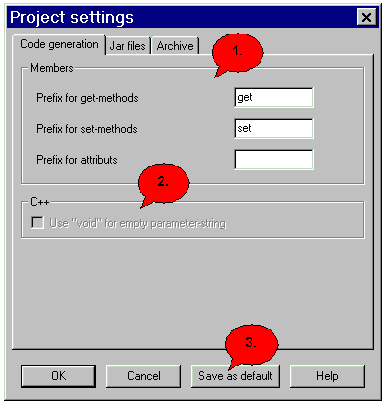 Project settings
Code generation Jar files Archive
1.
Members
Prefix for get-methods get
Prefix for set-methods set
Prefix for attributs
2.
C++
Use "void" for empty parameter-string
3.
OK Cancel Save as default Help